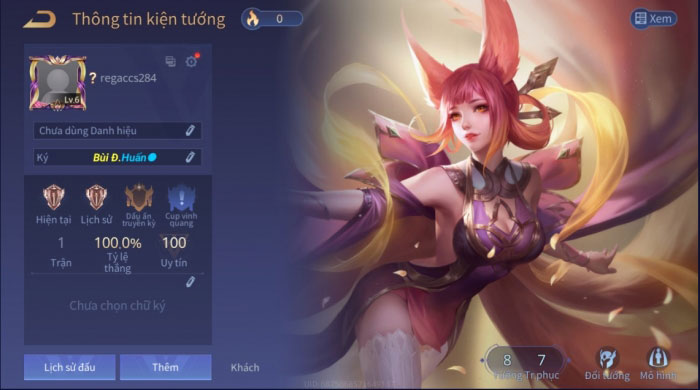 Thông tin kiện tướng
0
Xem
? regaccs284
Lv.6
Chưa dùng Danh hiệu
Ký Bùi Đ.Huấn
Hiện tại
Lịch sử
Dấu ấn truyền kỳ
Cup vinh quang
1
100,0%
100
Trận
Tỷ lệ thắng
Uy tín
Chưa chọn chữ ký
Lịch sử đấu
Thêm
Khách
8 7
Tướng Tr.phục
Đối tượng
Mô hình